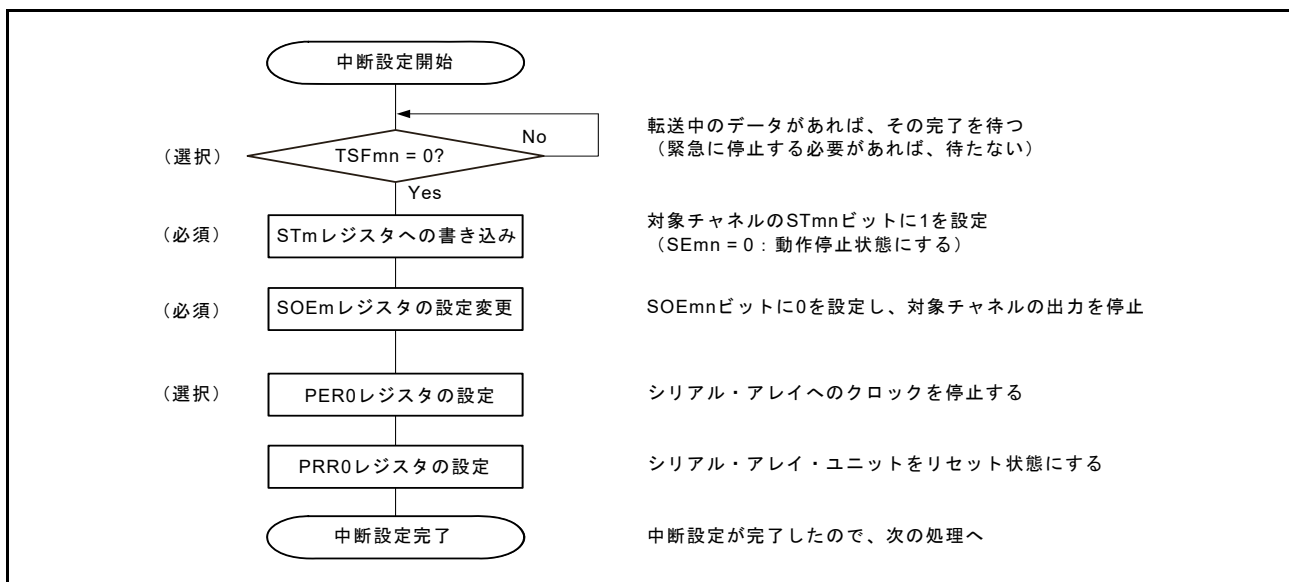 中断設定開始
No
転送中のデータがあれば、その完了を待つ
(選択)
TSFmn = 0?
(緊急に停止する必要があれば、待たない)
Yes
(必須)
STmレジスタへの書き込み
対象チャネルのSTmnビットに1を設定
(SEmn = 0:動作停止状態にする)
(必須)
SOEmレジスタの設定変更
SOEmnビットに0を設定し、対象チャネルの出力を停止
(選択)
PER0レジスタの設定
シリアル・アレイへのクロックを停止する
PRR0レジスタの設定
シリアル・アレイ・ユニットをリセット状態にする
中断設定完了
中断設定が完了したので、次の処理へ